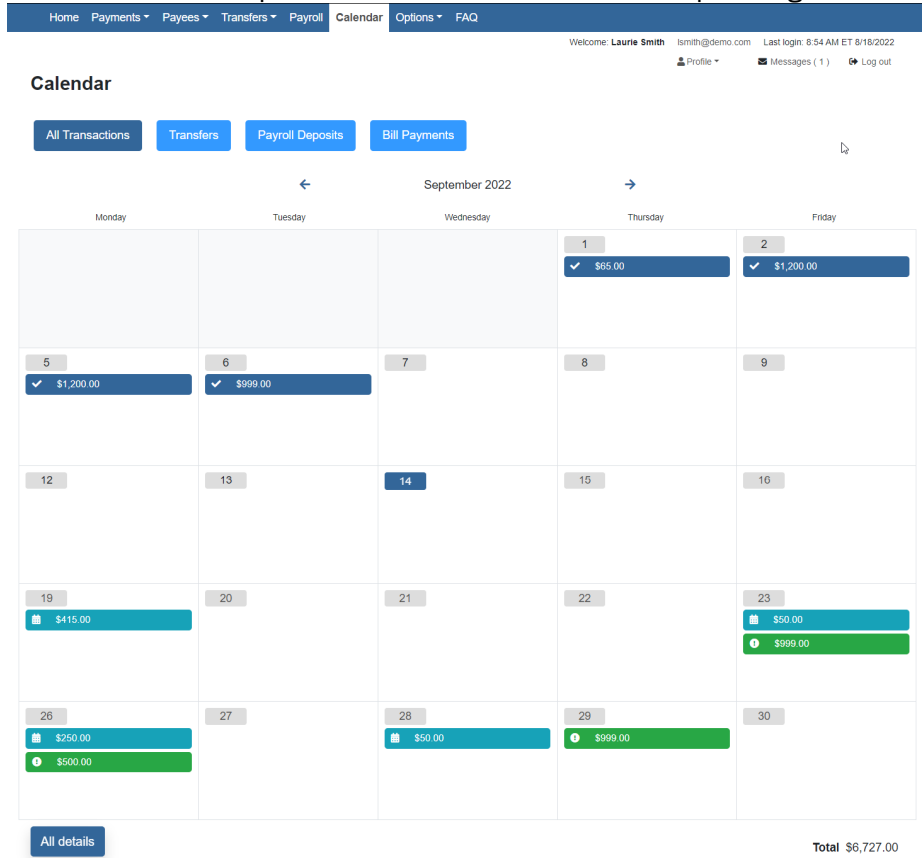 Home Payments Payees Transfers Payroll Calendar Options FAQ
Welcome: Laurie Smith lsmith@demo.com Last login: 8:54 AM ET 8/18/2022
Profile Messages ( 1 ) Log out
Calendar
All Transactions Transfers Payroll Deposits Bill Payments
September 2022
Monday Tuesday Wednesday Thursday Friday
1 2
$65.00 $1,200.00
5 6 7 8 9
$1,200.00 $999.00
12 13 14 15 16
19 20 21 22 23
$415.00 $50.00
$999.00
26 27 28 29 30
$250.00 $50.00 $999.00
$500.00
All details Total $6,727.00